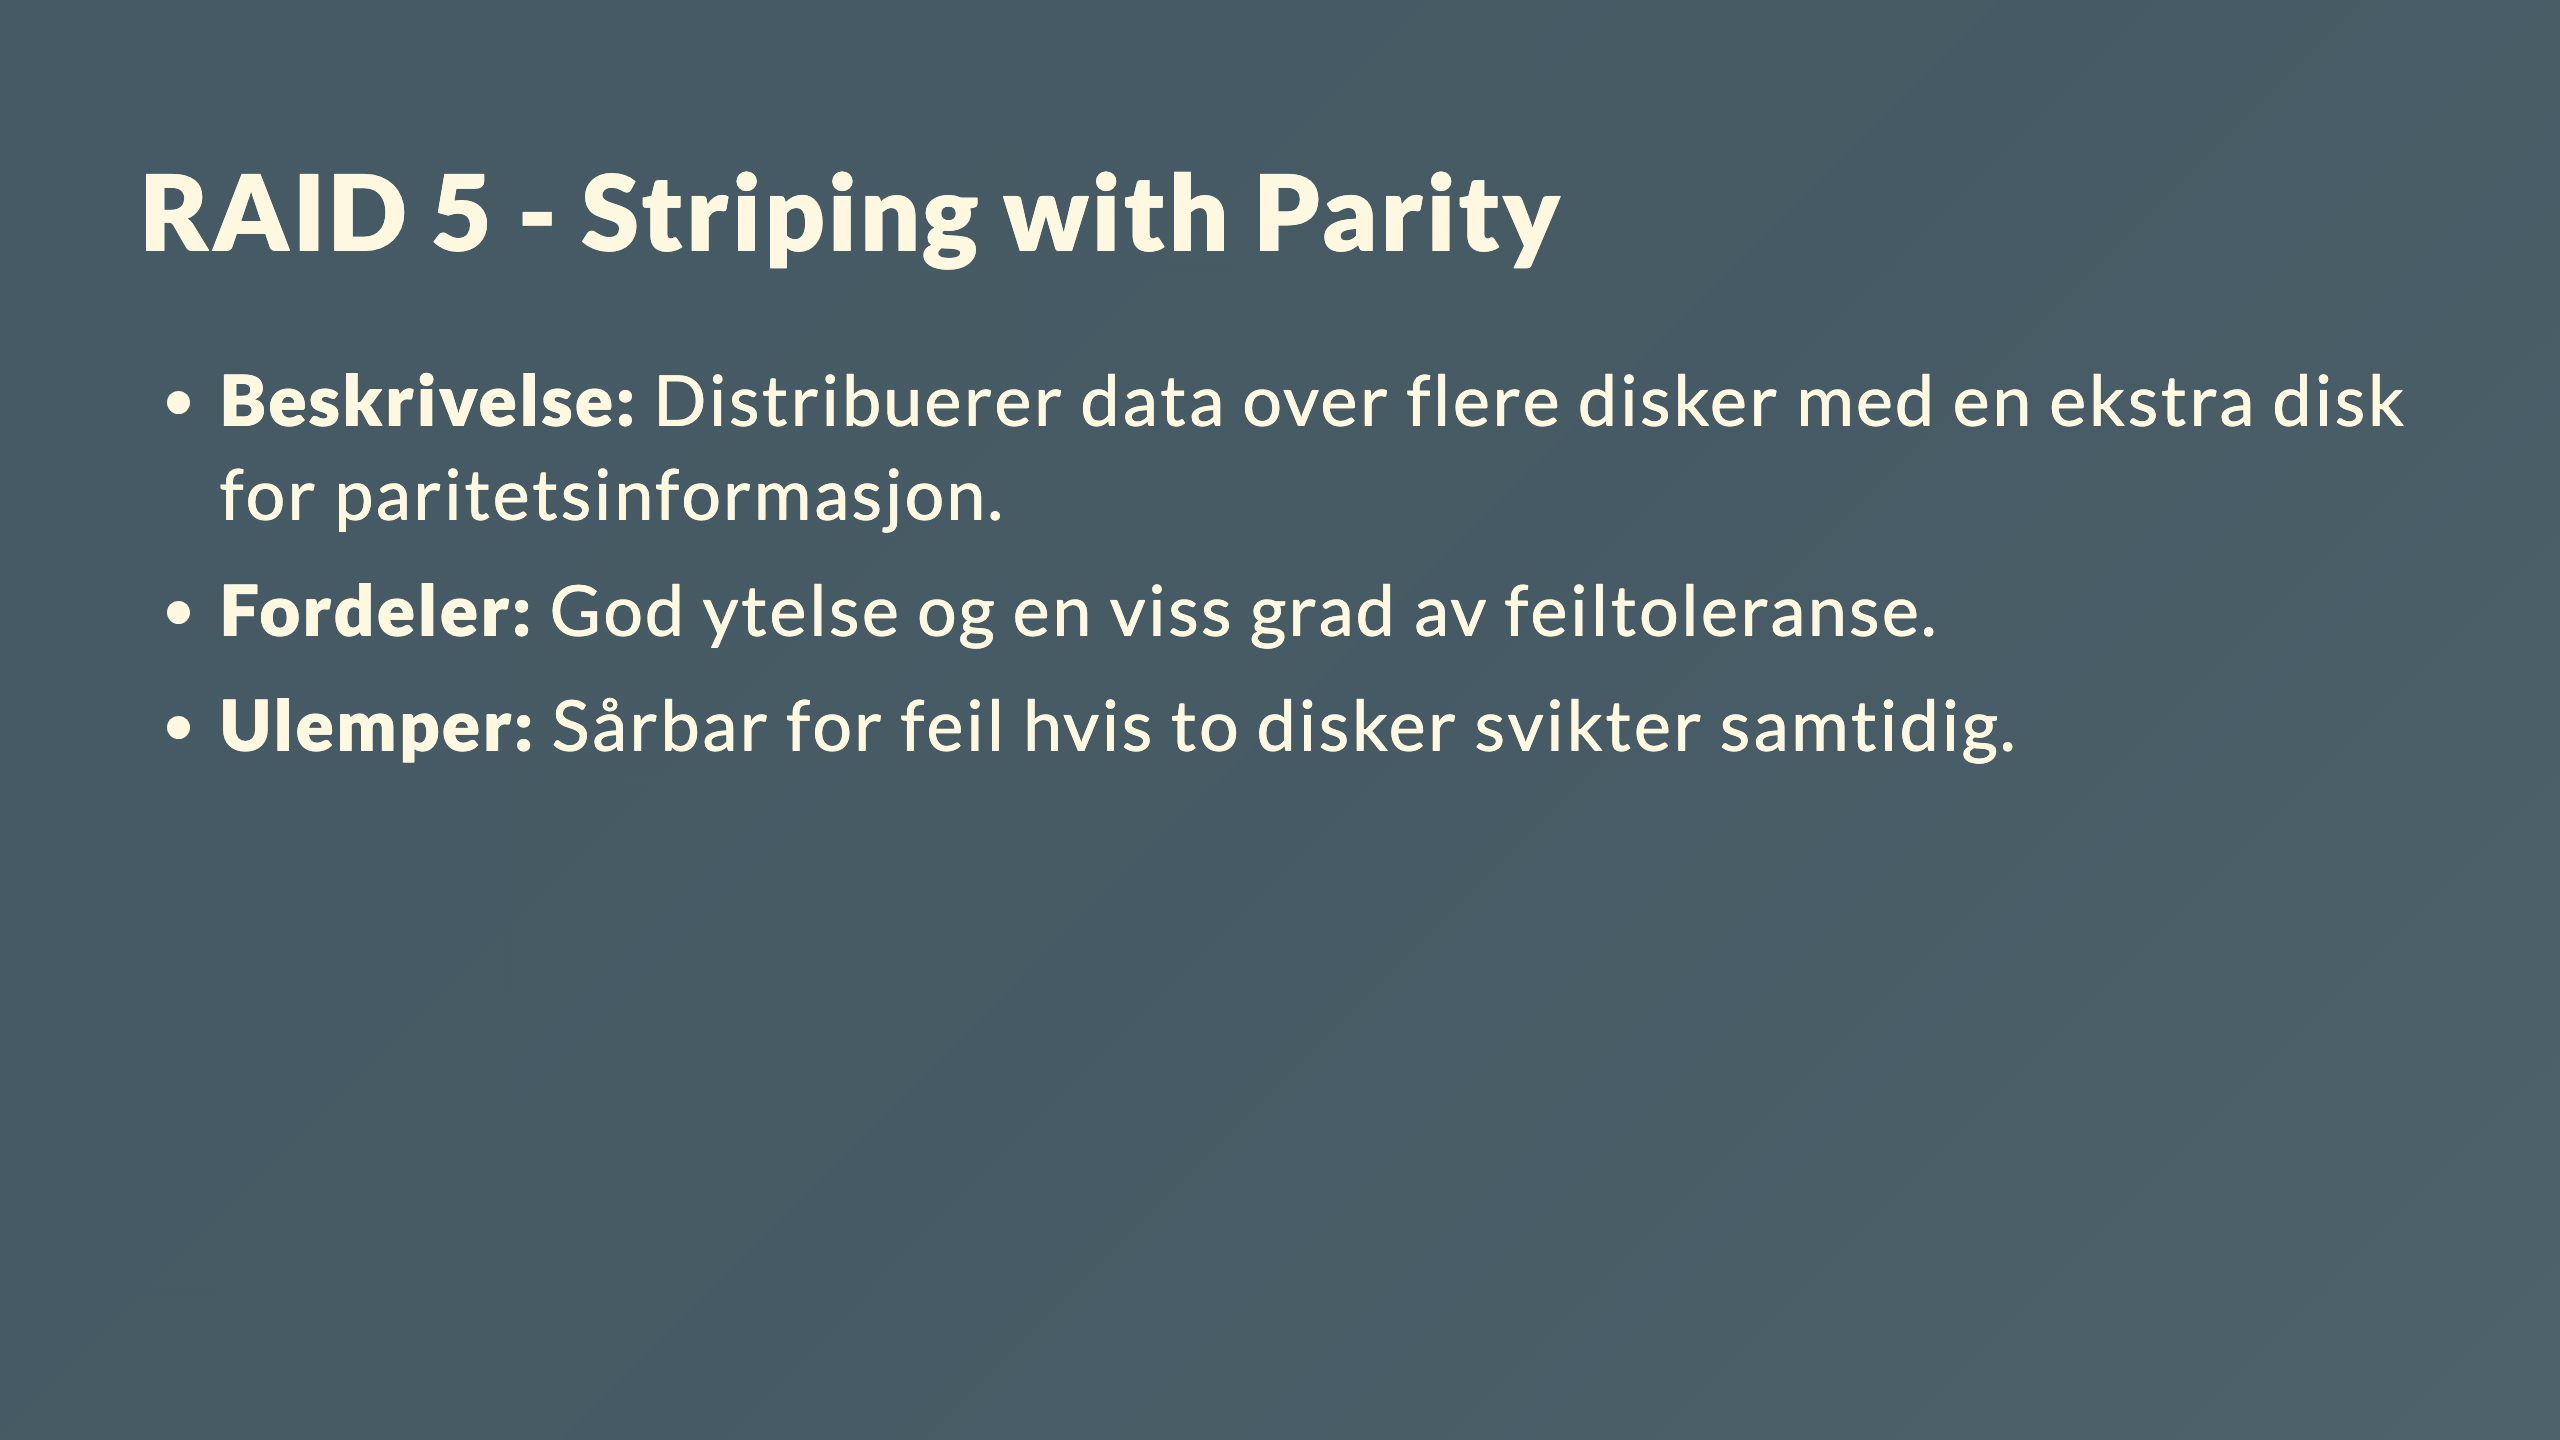 RAID 5 - Striping with Parity
• Beskrivelse: Distribuerer data over flere disker med en ekstra disk
for paritetsinformasjon.
• Fordeler: God ytelse og en viss grad av feiltoleranse.
• Ulemper: Sårbar for feil hvis to disker svikter samtidig.